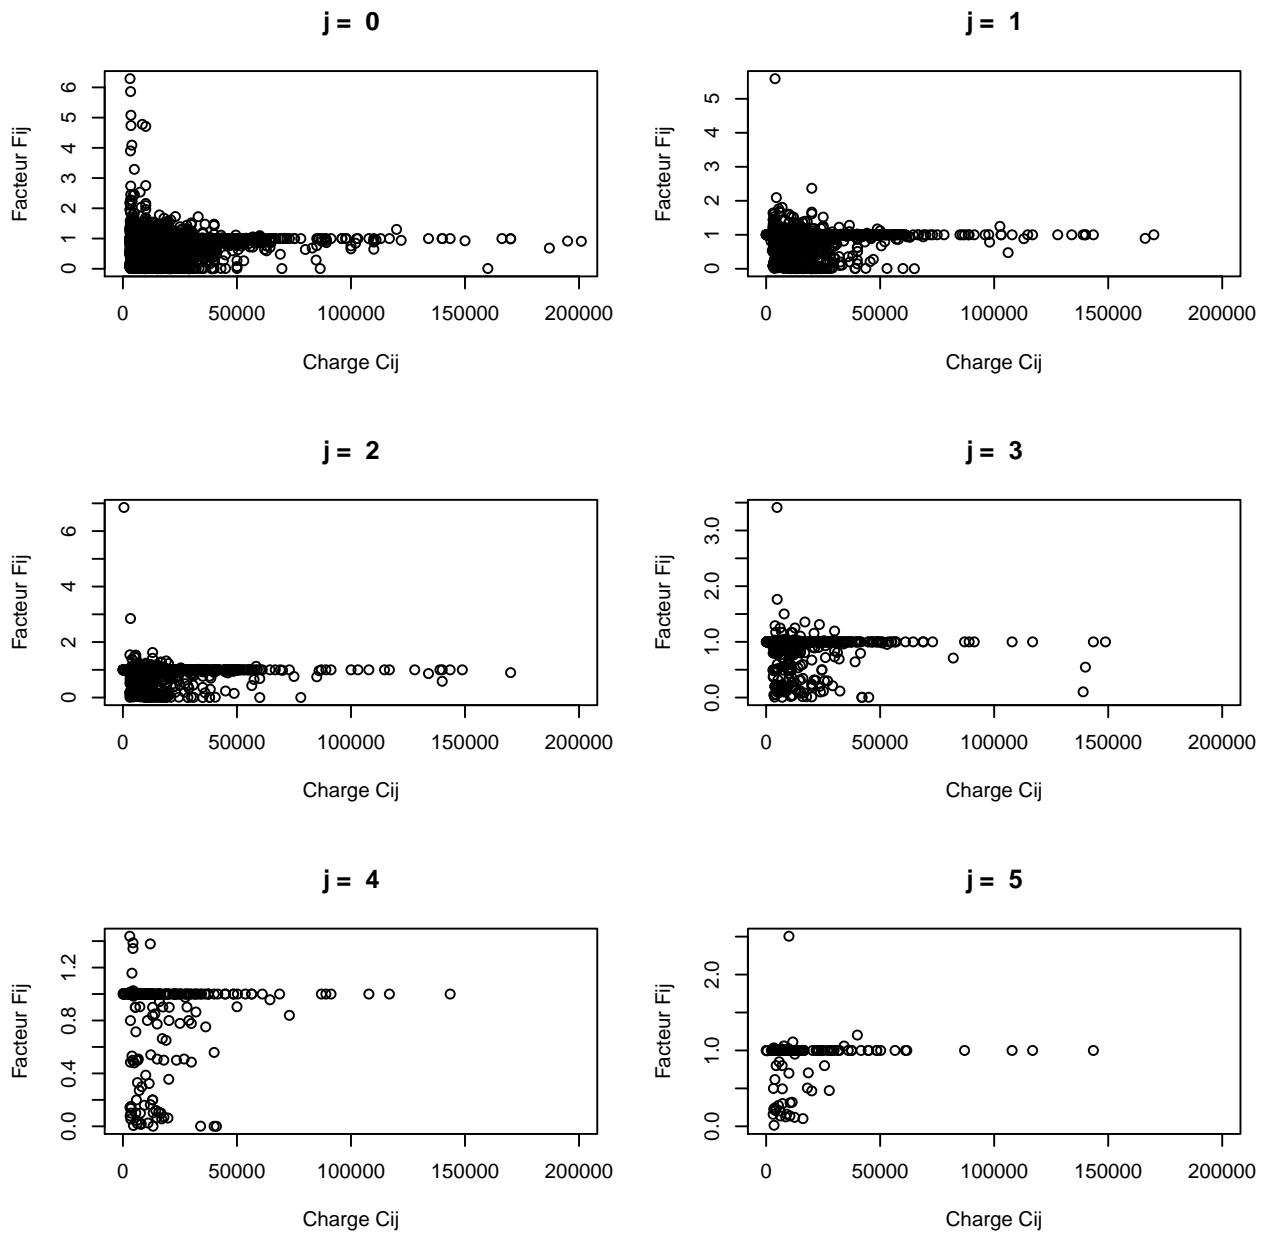 j = 0
Facteur Fij
0 1 2 3 4 5 6
0 50000 100000 150000 200000
Charge Cij
j = 1
Facteur Fij
0 1 2 3 4 5
0 50000 100000 150000 200000
Charge Cij
j = 2
Facteur Fij
0 2 4 6
0 50000 100000 150000 200000
Charge Cij
j = 3
Facteur Fij
0.0 1.0 2.0 3.0
0 50000 100000 150000 200000
Charge Cij
j = 4
Facteur Fij
0.0 0.4 0.8 1.2
0 50000 100000 150000 200000
Charge Cij
j = 5
Facteur Fij
0.0 1.0 2.0
0 50000 100000 150000 200000
Charge Cij